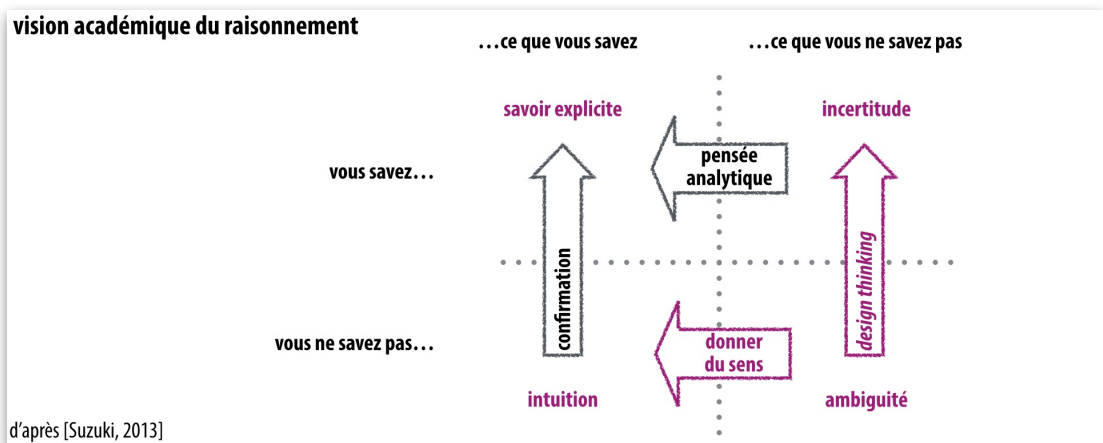 vision académique du raisonnement
…ce que vous savez
…ce que vous ne savez pas
savoir explicite
incertitude
vous savez…
pensée
analytique
confirmation
design thinking
vous ne savez pas…
donner
du sens
intuition
ambiguité
d’après [Suzuki, 2013]